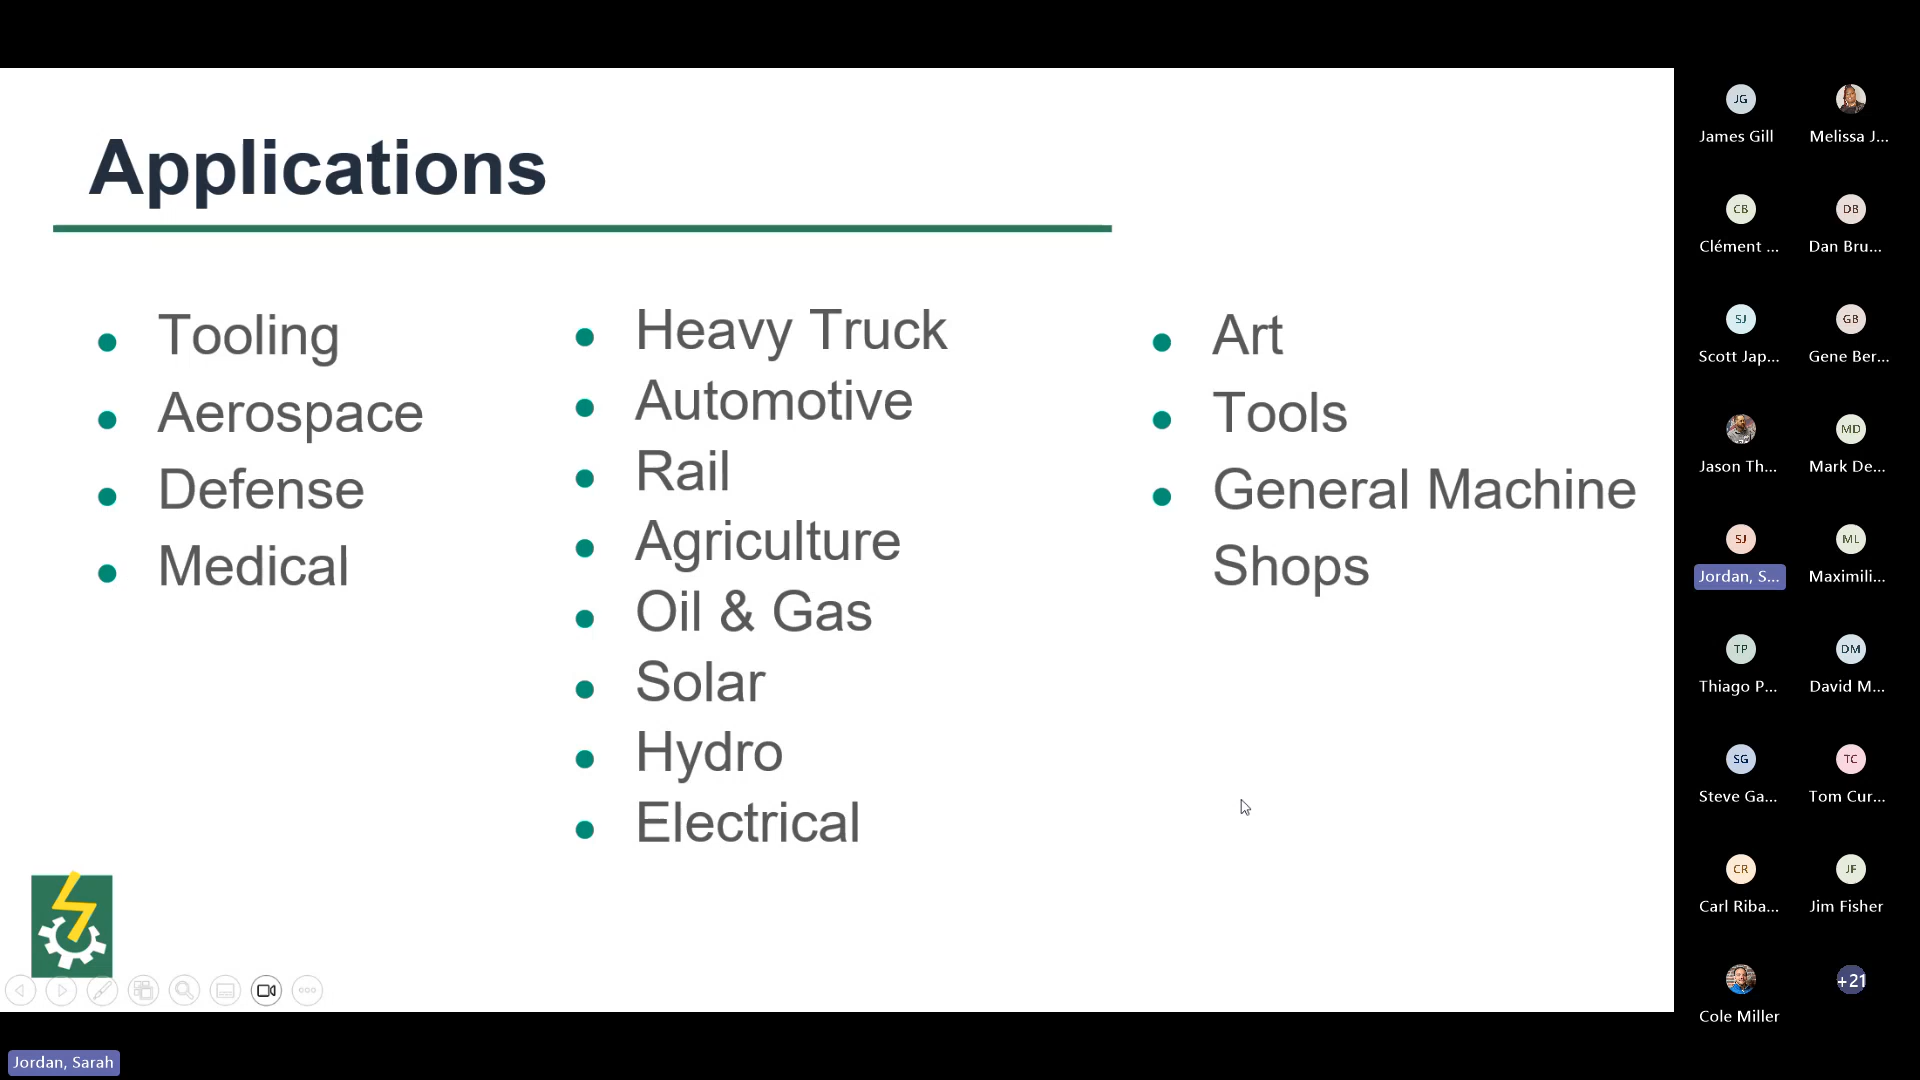 Applications
Tooling
Aerospace
Defense
Medical
Heavy Truck
Automotive
Rail
Agriculture
Oil & Gas
Solar
Hydro
Electrical
Art
Tools
General Machine
Shops
JG
James Gill
Melissa J...
CB
Clément ...
DB
Dan Bru...
SJ
Scott Jap...
GB
Gene Ber...
Jason Th...
MD
Mark De...
SJ
Jordan, S...
ML
Maximili...
TP
Thiago P...
DM
David M...
SG
Steve Ga...
TC
Tom Cur...
CR
Carl Riba...
JF
Jim Fisher
Cole Miller
+21
Jordan, Sarah